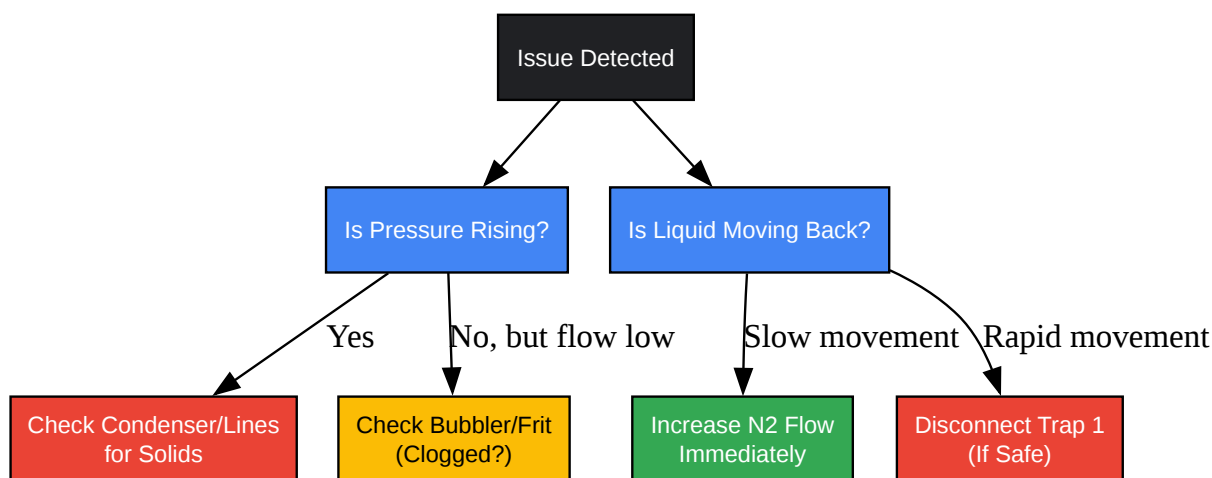 Issue Detected
Is Pressure Rising?
Is Liquid Moving Back?
Yes
No, but flow low
Slow movement
Rapid movement
Check Condenser/Lines
for Solids
Check Bubbler/Frit
(Clogged?)
Increase N2 Flow
Immediately
Disconnect Trap 1
(If Safe)